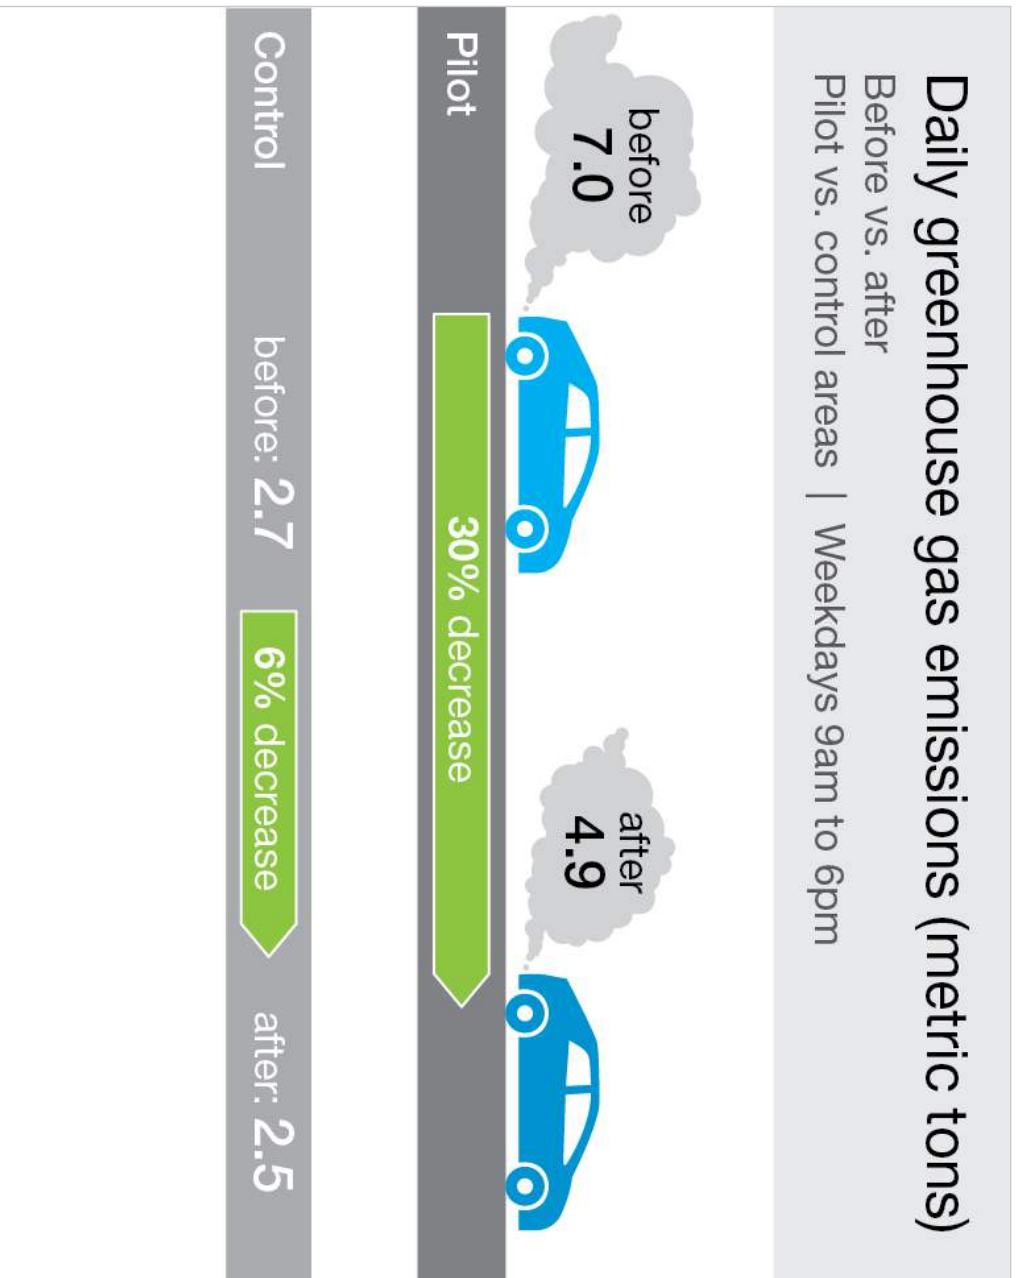 Daily greenhouse gas emissions (metric tons)
Before vs. after
Pilot vs. control areas | Weekdays 9am to 6pm
before
7.0
after
4.9
Pilot
30% decrease
Control
before: 2.7
6% decrease
after: 2.5